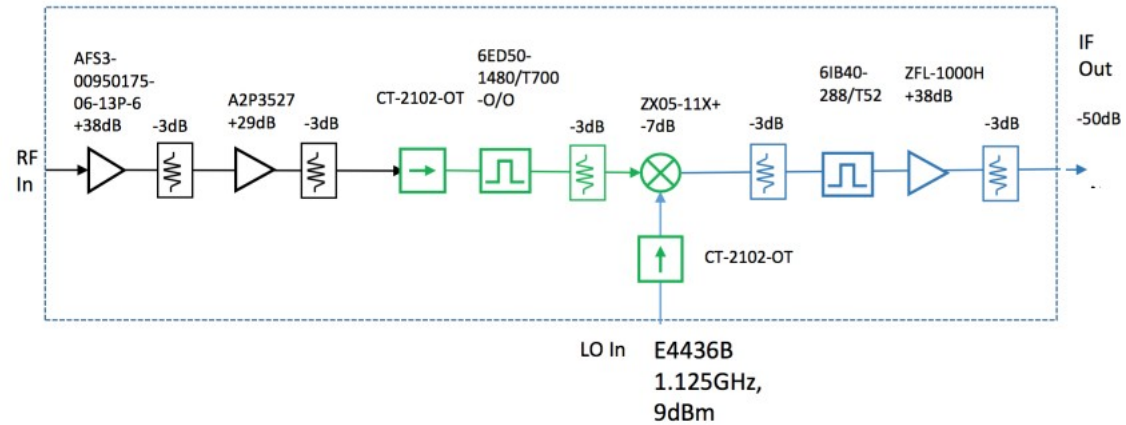 AFS3-
00950175-
06-13P-6
+38dB
-3dB
A2P3527
+29dB
-3dB
CT-2102-OT
6ED50-
1480/T700
-O/O
-3dB
ZX05-11X+
-7dB
-3dB
6IB40-
288/T52
ZFL-1000H
+38dB
-3dB
IF
Out
-50dB
RF
In
CT-2102-OT
LO In
E4436B
1.125GHz,
9dBm